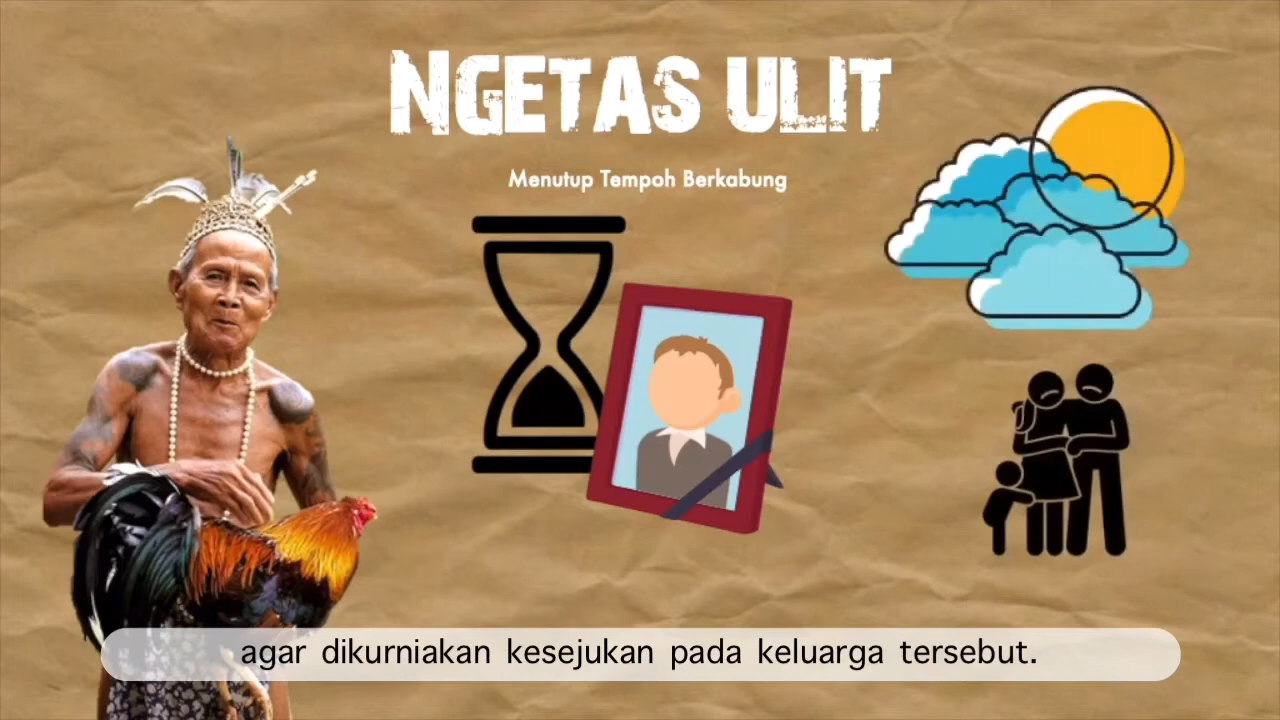 NGETAS ULIT
Menutup Tempoh Berkabung
agar dikurniakan kesejukan pada keluarga tersebut.